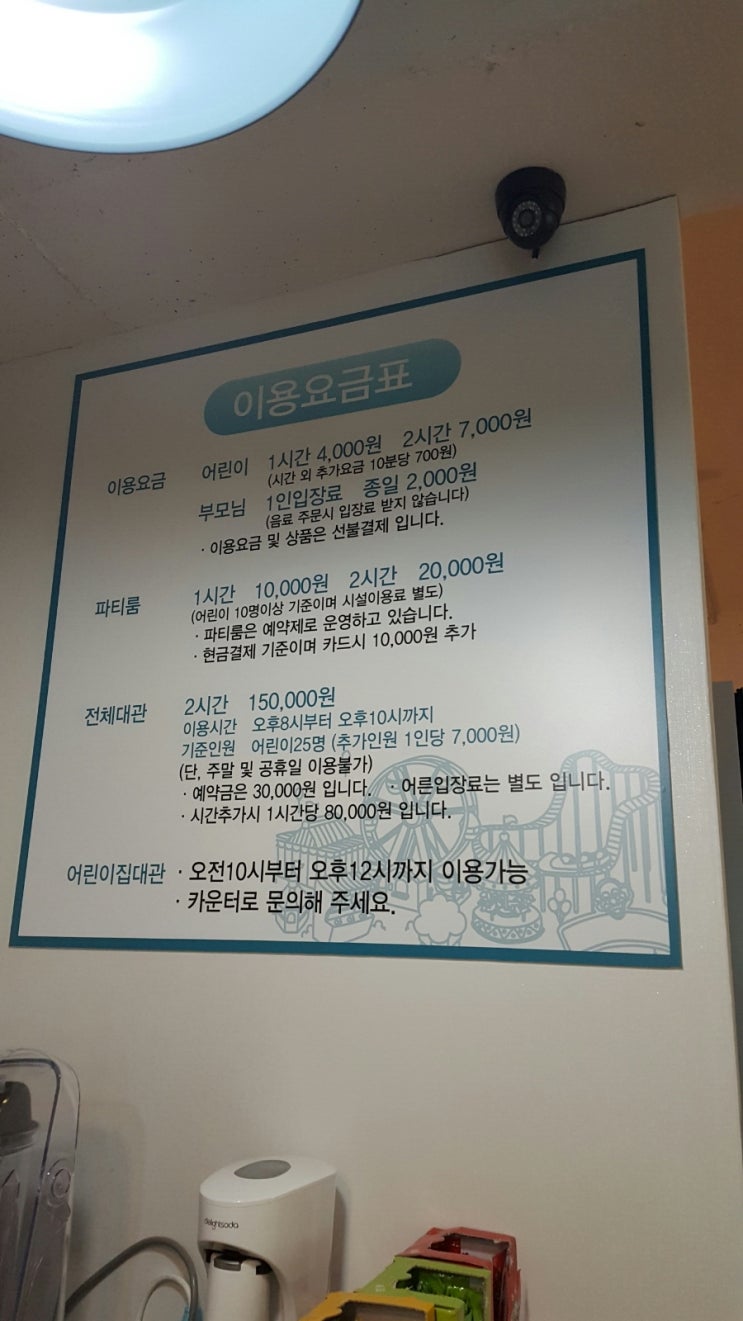 이용요금표
이용요금 어린이 1시간 4,000원 2시간 7,000원
(시간 외 추가요금 10분당 700원)
부모님 1인입장료 종일 2,000원
(음료 주문시 입장료 받지 않습니다)
· 이용요금 및 상품은 선불결제 입니다.
파티룸 1시간 10,000원 2시간 20,000원
(어린이 10명이상 기준이며 시설이용료 별도)
· 파티룸은 예약제로 운영하고 있습니다.
· 현금결제 기준이며 카드시 10,000원 추가
전체대관 2시간 150,000원
이용시간 오후8시부터 오후10시까지
기준인원 어린이25명 (추가인원 1인당 7,000원)
(단, 주말 및 공휴일 이용불가)
· 예약금은 30,000원 입니다. · 어른입장료는 별도 입니다.
· 시간추가시 1시간당 80,000원 입니다.
어린이집대관 · 오전10시부터 오후12시까지 이용가능
· 카운터로 문의해 주세요.
delightsoda